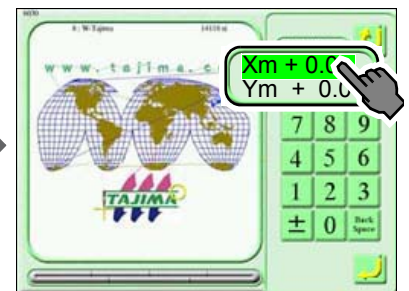 6: W-Tajima 14110 st
www.tajima.c
TAJIMA
Xm + 0.0
Ym + 0.0
7 8 9
4 5 6
1 2 3
± 0 Back Space